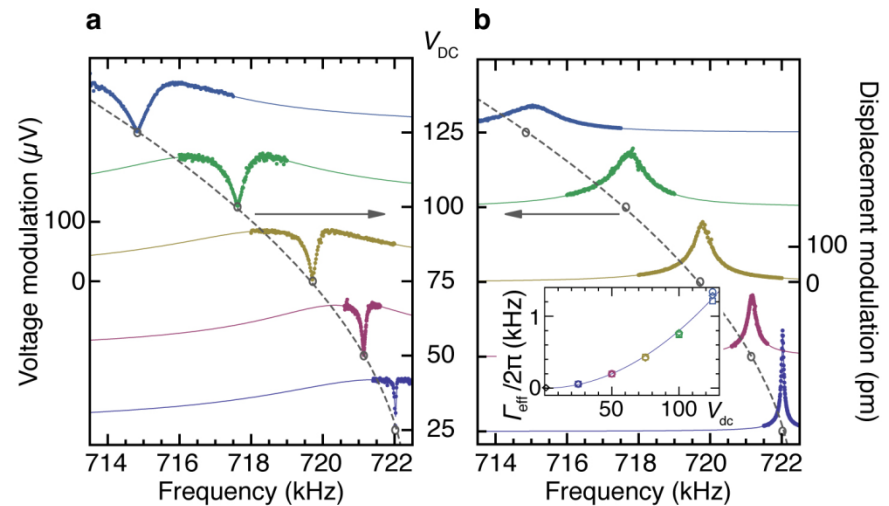 a
b
V_DC
Voltage modulation (μV)
100
0
125
100
75
50
25
714
716
718
720
722
Frequency (kHz)
Displacement modulation (pm)
100
0
714
716
718
720
722
Frequency (kHz)
Γ_eff /2π (kHz)
1
0
50
100
V_dc